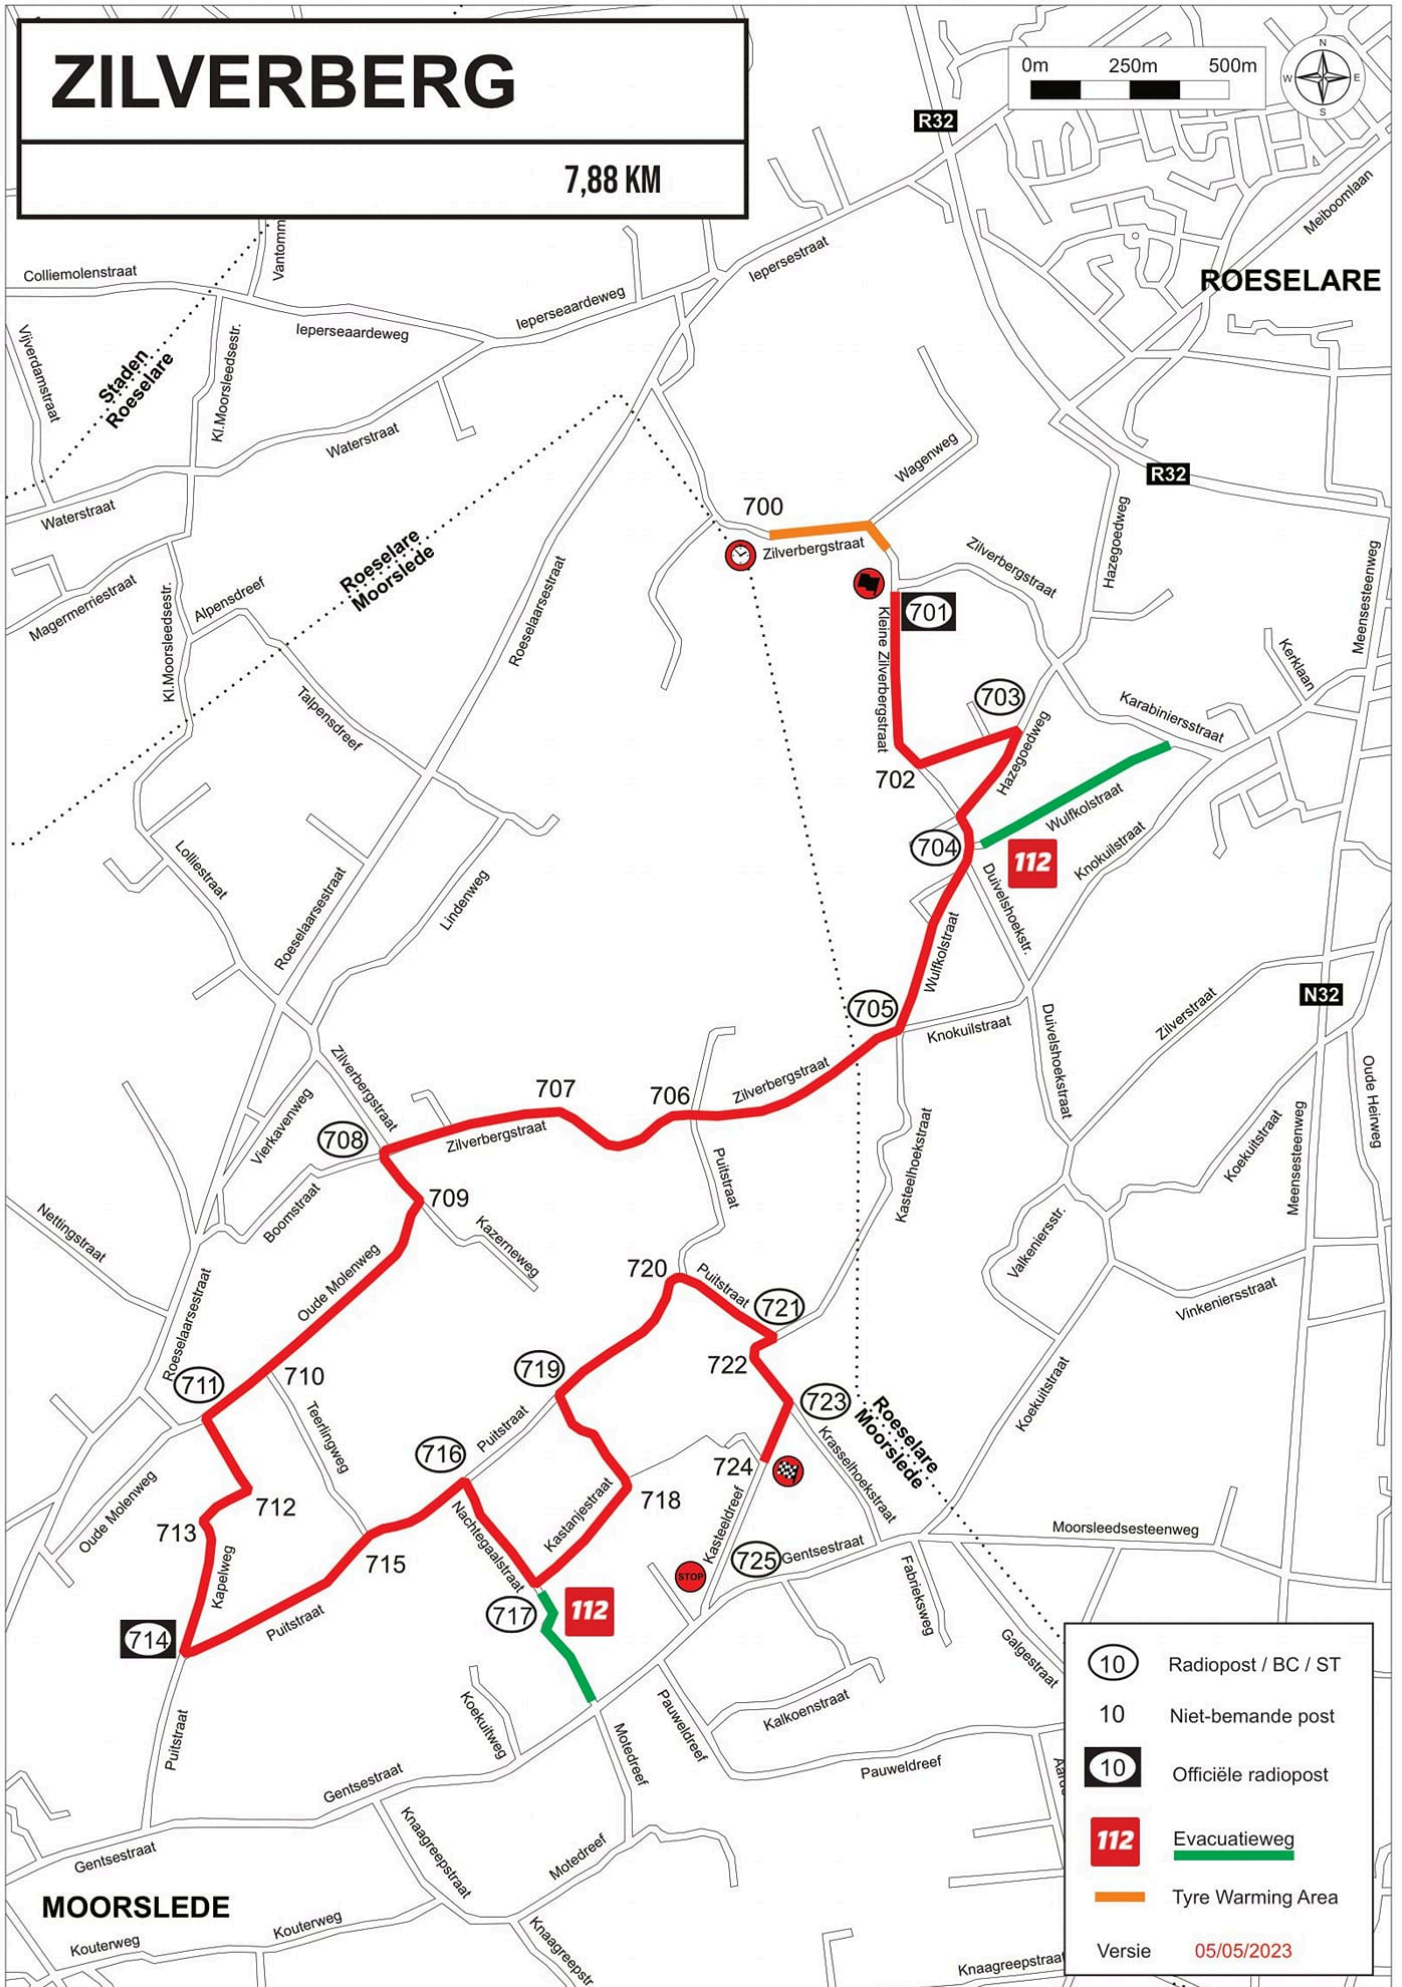 ZILVERBERG
7,88 KM
0m 250m 500m
N
W E
S
R32
Meiboomlaan
ROESELARE
Iepersestraat
Vantomm
Colliemolenstraat
Ieperseaardeweg
Ieperseaardeweg
Vijverdamstraat
Staden
Roeselare
Kl.Moorsleedsestr.
Waterstraat
Wagenweg
R32
Waterstraat
700
Zilverbergstraat
Zilverbergstraat
Hazegoedweg
Meensesteenweg
Roeselare
Moorslede
Magermerriestraat
Kl.Moorsleedsestr.
Alpensdreef
Roeselaarsestraat
701
Kleine Zilverbergstraat
Kerklaan
Talpensdreef
703
Karabiniersstraat
Hazegoedweg
702
Wulfkolstraat
704
112
Knokuilstraat
Lolliestraat
Duivelshoekstr.
Lindenweg
Roeselaarsestraat
Wulfkolstraat
N32
705
Knokuilstraat
Zilverstraat
Duivelshoekstraat
Zilverbergstraat
Zilverbergstraat
707
706
Oude Heirweg
708
Vierkavenweg
Zilverbergstraat
Puitstraat
Kasteelhoekstraat
Koekuitstraat
Meensesteenweg
709
Boomstraat
Nettingstraat
Kazerneweg
Valkeniersstr.
Oude Molenweg
720
Puitstraat
721
Vinkeniersstraat
Roeselaarsestraat
710
711
719
722
723
Koekuitstraat
Roeselare
Moorslede
Teerlingweg
Puitstraat
716
Krasselhoekstraat
724
718
Oude Molenweg
712
713
Nachtegaalstraat
Kastanjestraat
Kasteeldreef
Moorsleedsesteenweg
715
725
Gentsestraat
STOP
Kapelweg
Fabrieksweg
717
112
714
Puitstraat
Galgestraat
Koekuitweg
Pauweldreef
Kalkoenstraat
Puitstraat
Motedreef
Pauweldreef
Gentsestraat
Knaagreepstraat
Motedreef
Gentsestraat
MOORSLEDE
Kouterweg
Kouterweg
Knaagreepstr
Knaagreepstraat
10 Radiopost / BC / ST
10 Niet-bemande post
10 Officiële radiopost
112 Evacuatieweg
Tyre Warming Area
Versie 05/05/2023